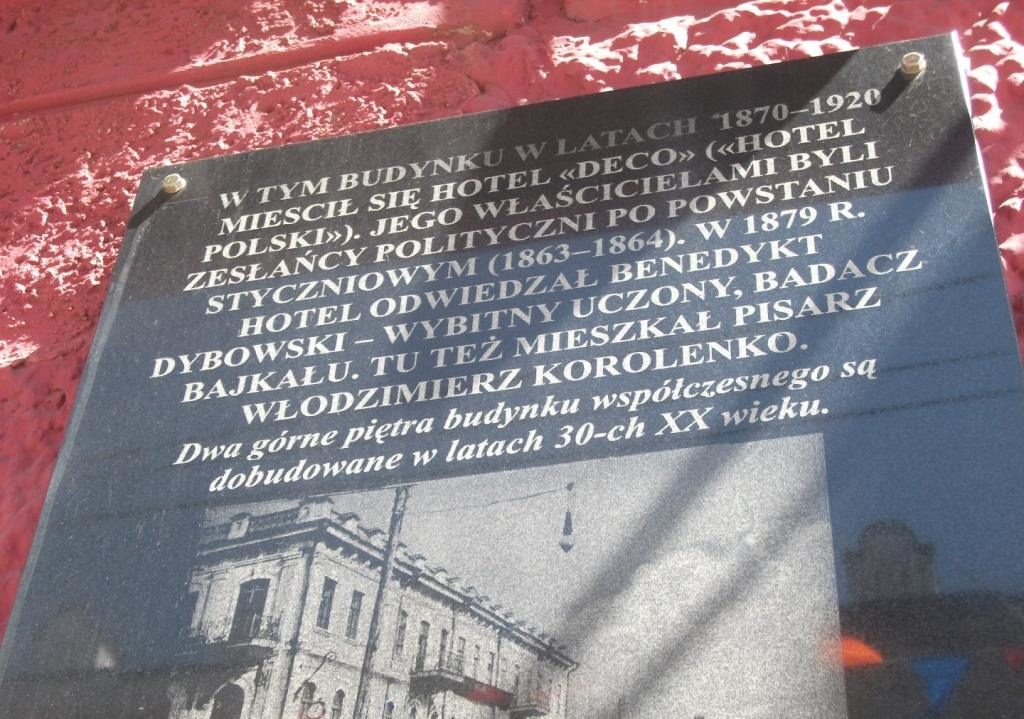 W TYM BUDYNKU W LATACH 1870–1920
MIESCIŁ SIĘ HOTEL «DECO» («HOTEL
POLSKI»). JEGO WŁAŚCICIELAMI BYLI
ZESŁAŃCY POLITYCZNI PO POWSTANIU
STYCZNIOWYM (1863–1864). W 1879 R.
HOTEL ODWIEDZAŁ BENEDYKT
DYBOWSKI – WYBITNY UCZONY, BADACZ
BAJKAŁU. TU TEŻ MIESZKAŁ PISARZ
WŁODZIMIERZ KOROLENKO.
Dwa górne piętra budynku współczesnego są
dobudowane w latach 30-ch XX wieku.